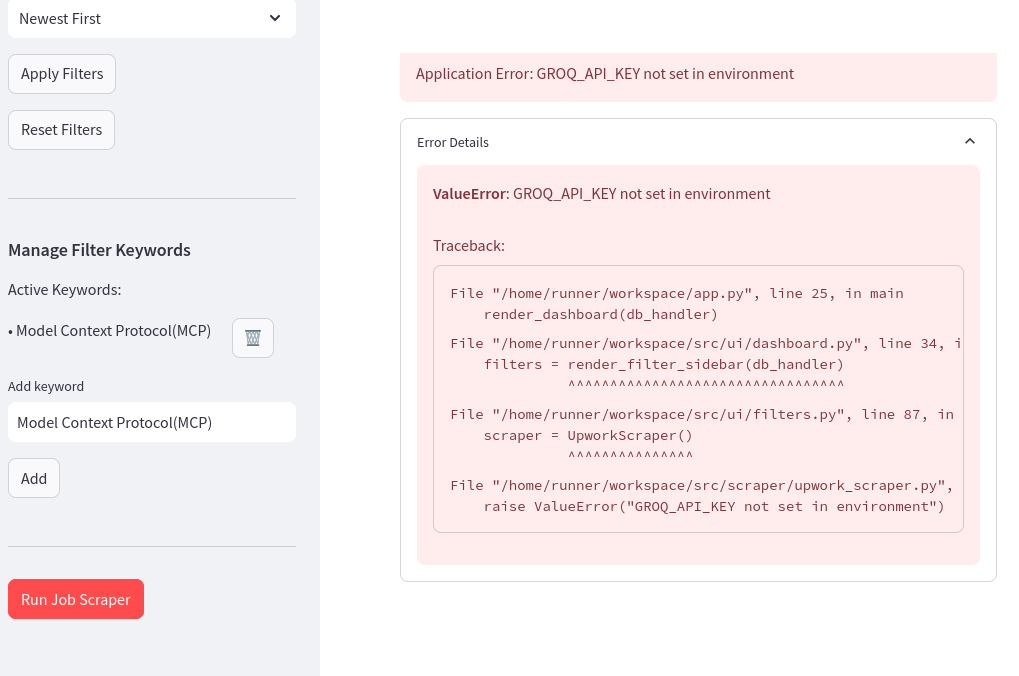 Newest First
Apply Filters
Reset Filters
Manage Filter Keywords
Active Keywords:
• Model Context Protocol(MCP)
Add keyword
Model Context Protocol(MCP)
Add
Run Job Scraper
Application Error: GROQ_API_KEY not set in environment
Error Details
ValueError: GROQ_API_KEY not set in environment
Traceback:
File "/home/runner/workspace/app.py", line 25, in main
render_dashboard(db_handler)
File "/home/runner/workspace/src/ui/dashboard.py", line 34, i
filters = render_filter_sidebar(db_handler)
^^^^^^^^^^^^^^^^^^^^^^^^^^^^^^^^^
File "/home/runner/workspace/src/ui/filters.py", line 87, in
scraper = UpworkScraper()
^^^^^^^^^^^^^^^
File "/home/runner/workspace/src/scraper/upwork_scraper.py",
raise ValueError("GROQ_API_KEY not set in environment")